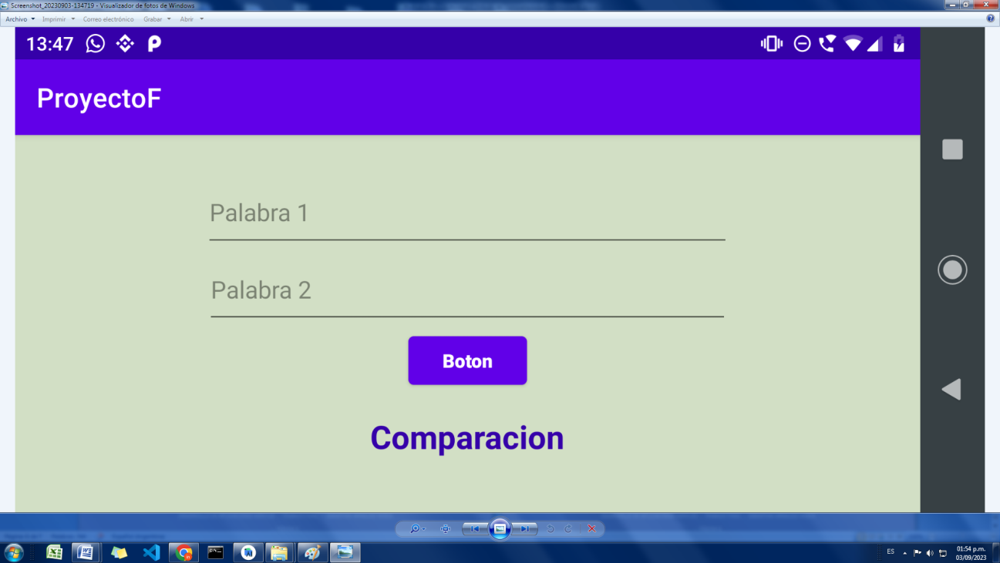 Screenshot_20230903-134719 - Visualizador de fotos de Windows
Archivo Imprimir Correo electrónico Grabar Abrir
13:47
ProyectoF
Palabra 1
Palabra 2
Boton
Comparacion
ES
01:54 p.m.
03/09/2023